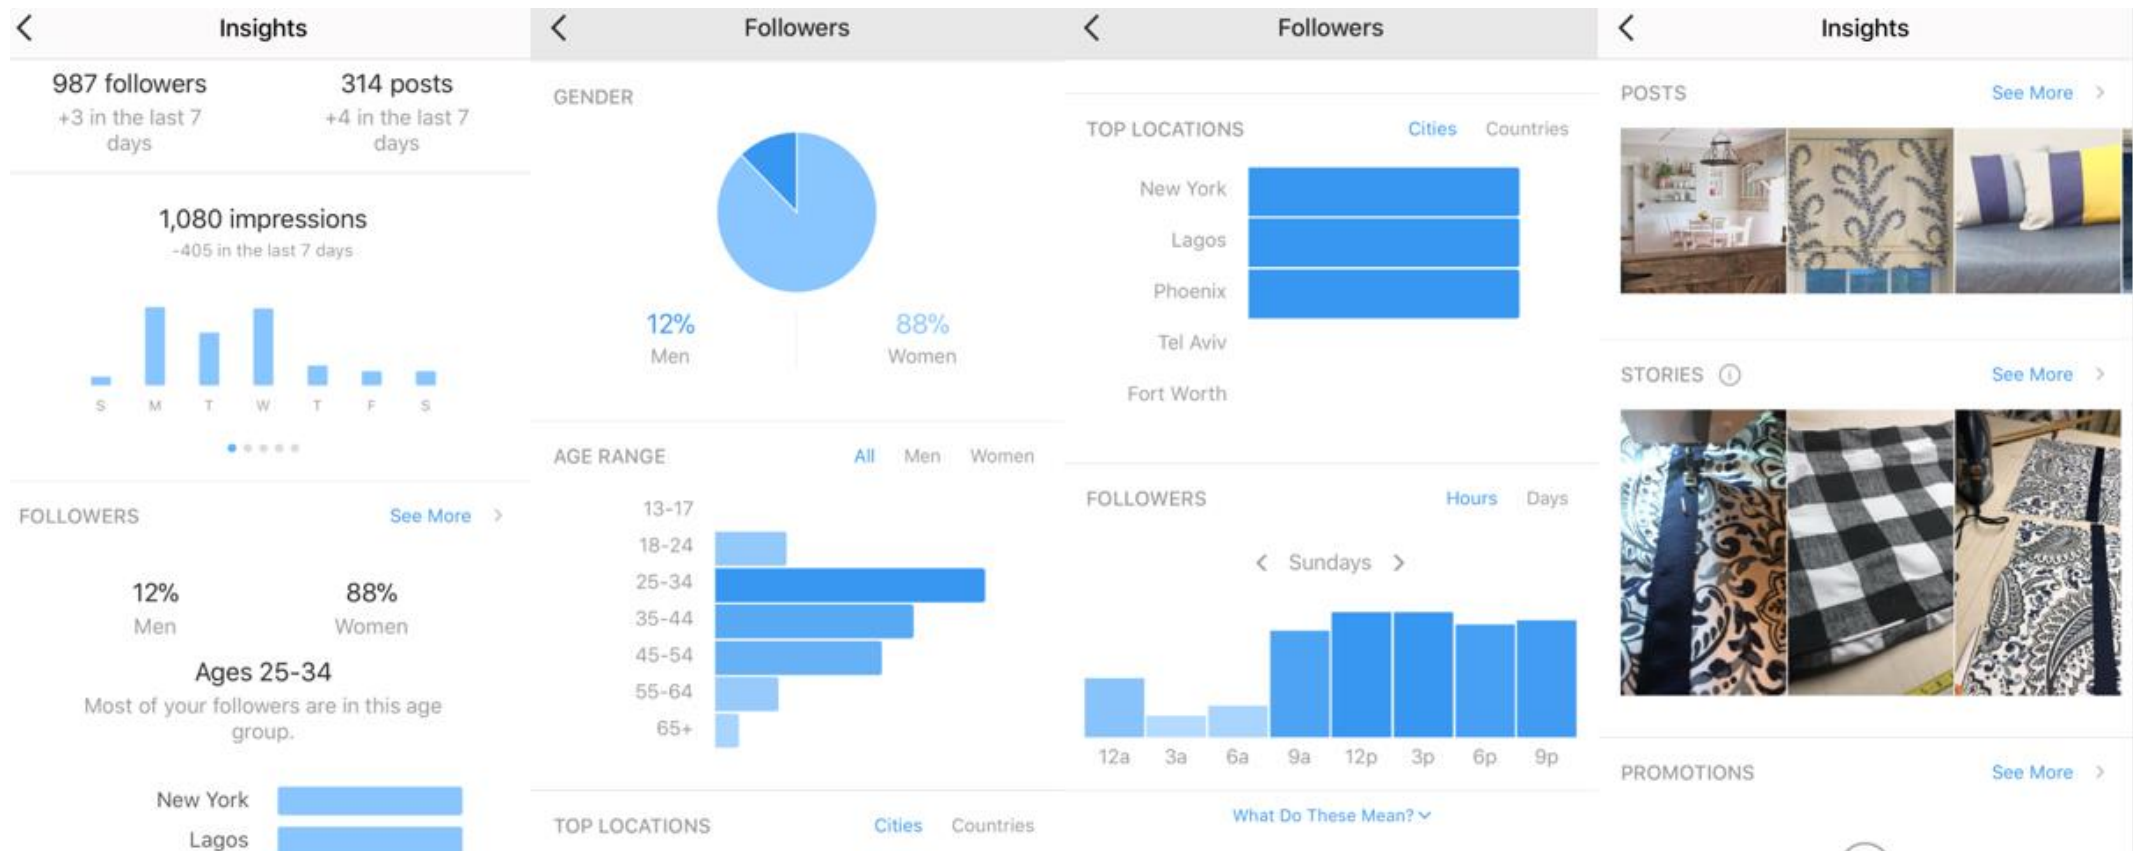 Insights
987 followers
+3 in the last 7
days
314 posts
+4 in the last 7
days
1,080 impressions
-405 in the last 7 days
S M T W T F S
FOLLOWERS See More
12% 88%
Men Women
Ages 25-34
Most of your followers are in this age
group.
New York
Lagos
Followers
GENDER
12% 88%
Men Women
AGE RANGE All Men Women
13-17
18-24
25-34
35-44
45-54
55-64
65+
TOP LOCATIONS Cities Countries
Followers
TOP LOCATIONS Cities Countries
New York
Lagos
Phoenix
Tel Aviv
Fort Worth
FOLLOWERS Hours Days
Sundays
12a 3a 6a 9a 12p 3p 6p 9p
What Do These Mean?
Insights
POSTS See More
STORIES See More
PROMOTIONS See More